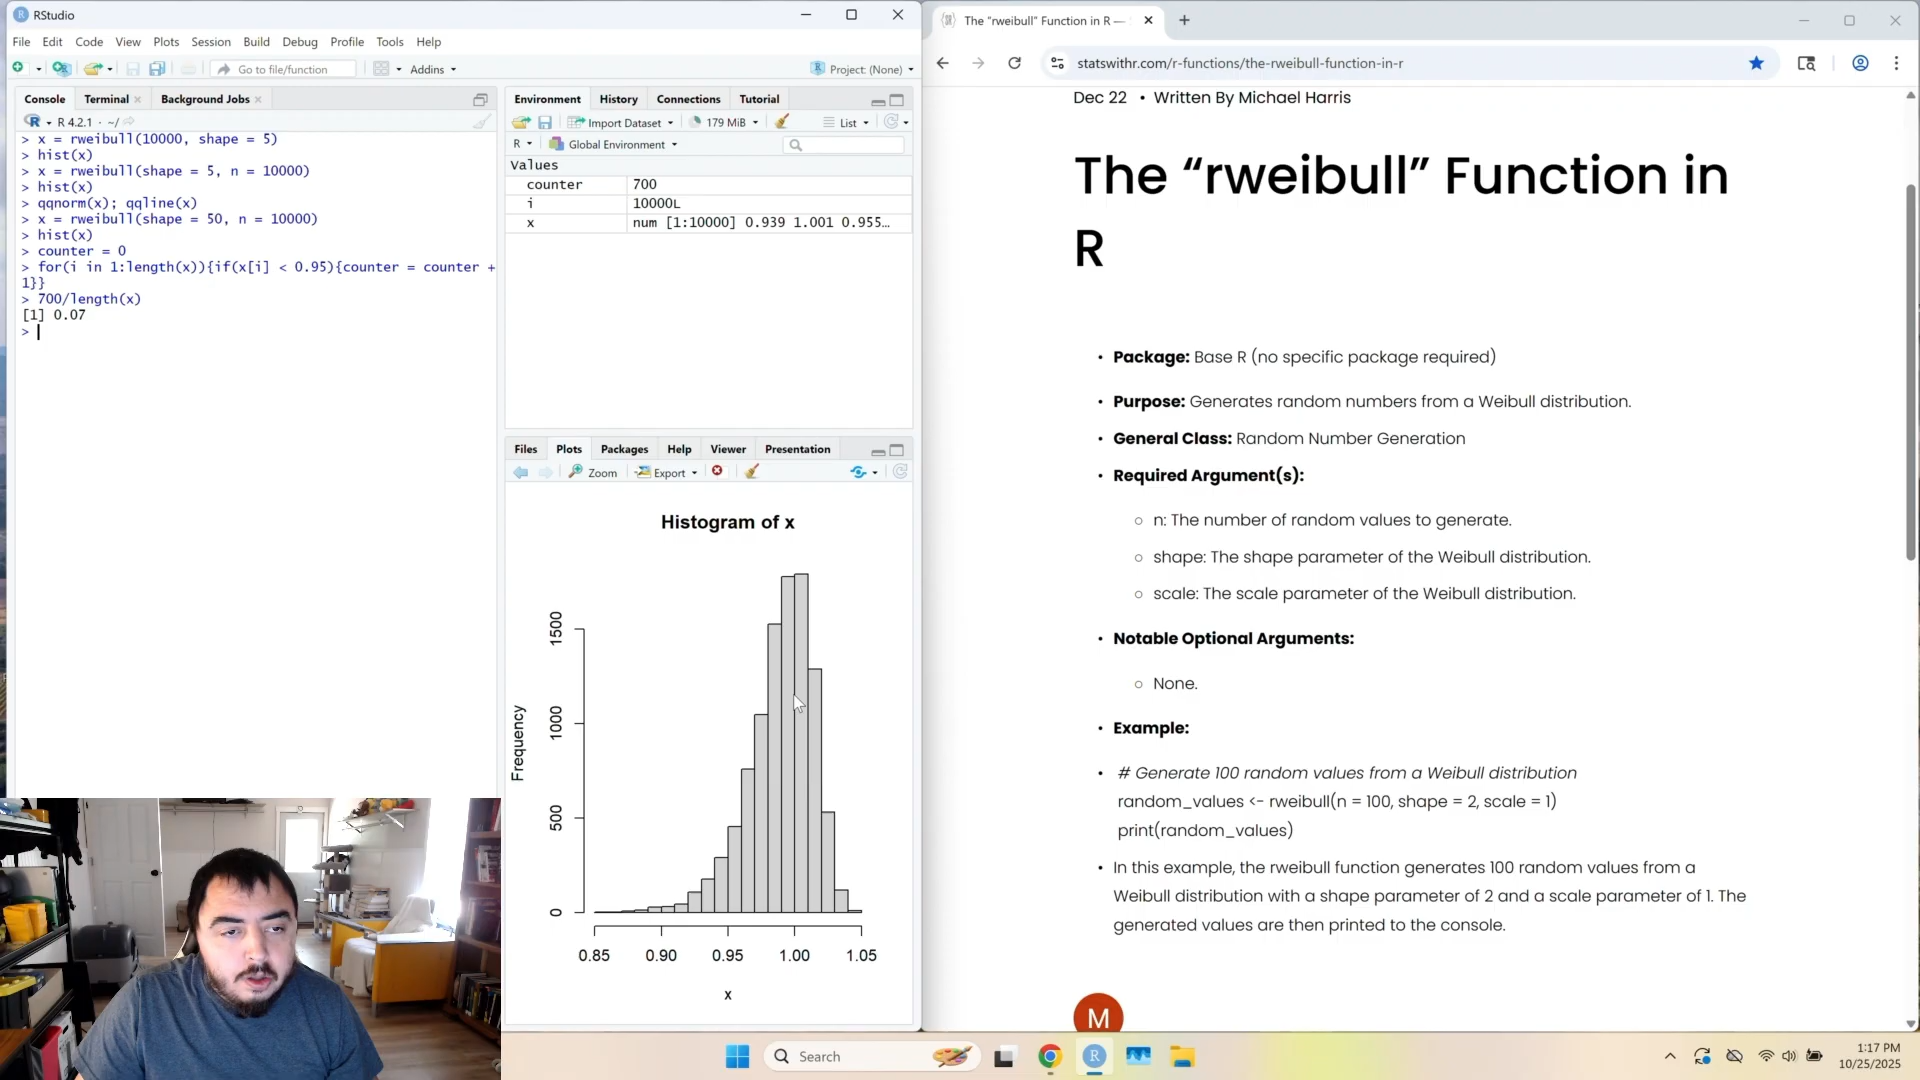 RStudio
File Edit Code View Plots Session Build Debug Profile Tools Help
Go to file/function
Addins
Project: (None)
Console Terminal Background Jobs
R 4.2.1 · ~/
> x = rweibull(10000, shape = 5)
> hist(x)
> x = rweibull(shape = 5, n = 10000)
> hist(x)
> qqnorm(x); qqline(x)
> x = rweibull(shape = 50, n = 10000)
> hist(x)
> counter = 0
> for(i in 1:length(x)){if(x[i] < 0.95){counter = counter +
1}}
> 700/length(x)
[1] 0.07
>
Environment History Connections Tutorial
Import Dataset 179 MiB List
R Global Environment
Values
counter 700
i 10000L
x num [1:10000] 0.939 1.001 0.955…
Files Plots Packages Help Viewer Presentation
Zoom Export
Histogram of x
Frequency
1500
1000
500
0
0.85 0.90 0.95 1.00 1.05
x
The "rweibull" Function in R —
statswithr.com/r-functions/the-rweibull-function-in-r
Dec 22 • Written By Michael Harris
The “rweibull” Function in
R
• Package: Base R (no specific package required)
• Purpose: Generates random numbers from a Weibull distribution.
• General Class: Random Number Generation
• Required Argument(s):
○ n: The number of random values to generate.
○ shape: The shape parameter of the Weibull distribution.
○ scale: The scale parameter of the Weibull distribution.
• Notable Optional Arguments:
○ None.
• Example:
• # Generate 100 random values from a Weibull distribution
random_values <- rweibull(n = 100, shape = 2, scale = 1)
print(random_values)
• In this example, the rweibull function generates 100 random values from a
Weibull distribution with a shape parameter of 2 and a scale parameter of 1. The
generated values are then printed to the console.
M
Search
1:17 PM
10/25/2025